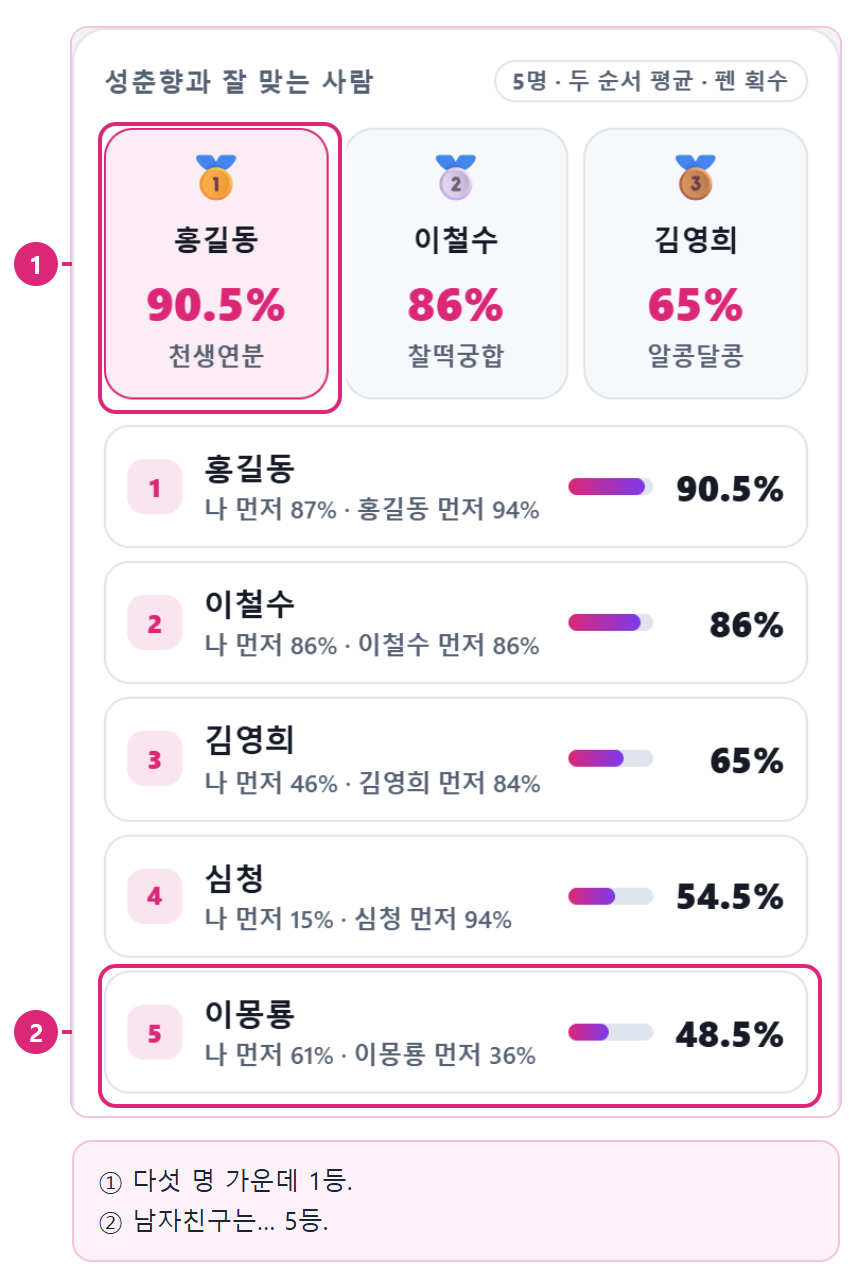 성춘향과 잘 맞는 사람
5명 · 두 순서 평균 · 펜 획수
1
1
홍길동
90.5%
천생연분
2
이철수
86%
찰떡궁합
3
김영희
65%
알콩달콩
1
홍길동
나 먼저 87% · 홍길동 먼저 94%
90.5%
2
이철수
나 먼저 86% · 이철수 먼저 86%
86%
3
김영희
나 먼저 46% · 김영희 먼저 84%
65%
4
심청
나 먼저 15% · 심청 먼저 94%
54.5%
2
5
이몽룡
나 먼저 61% · 이몽룡 먼저 36%
48.5%
① 다섯 명 가운데 1등.
② 남자친구는... 5등.